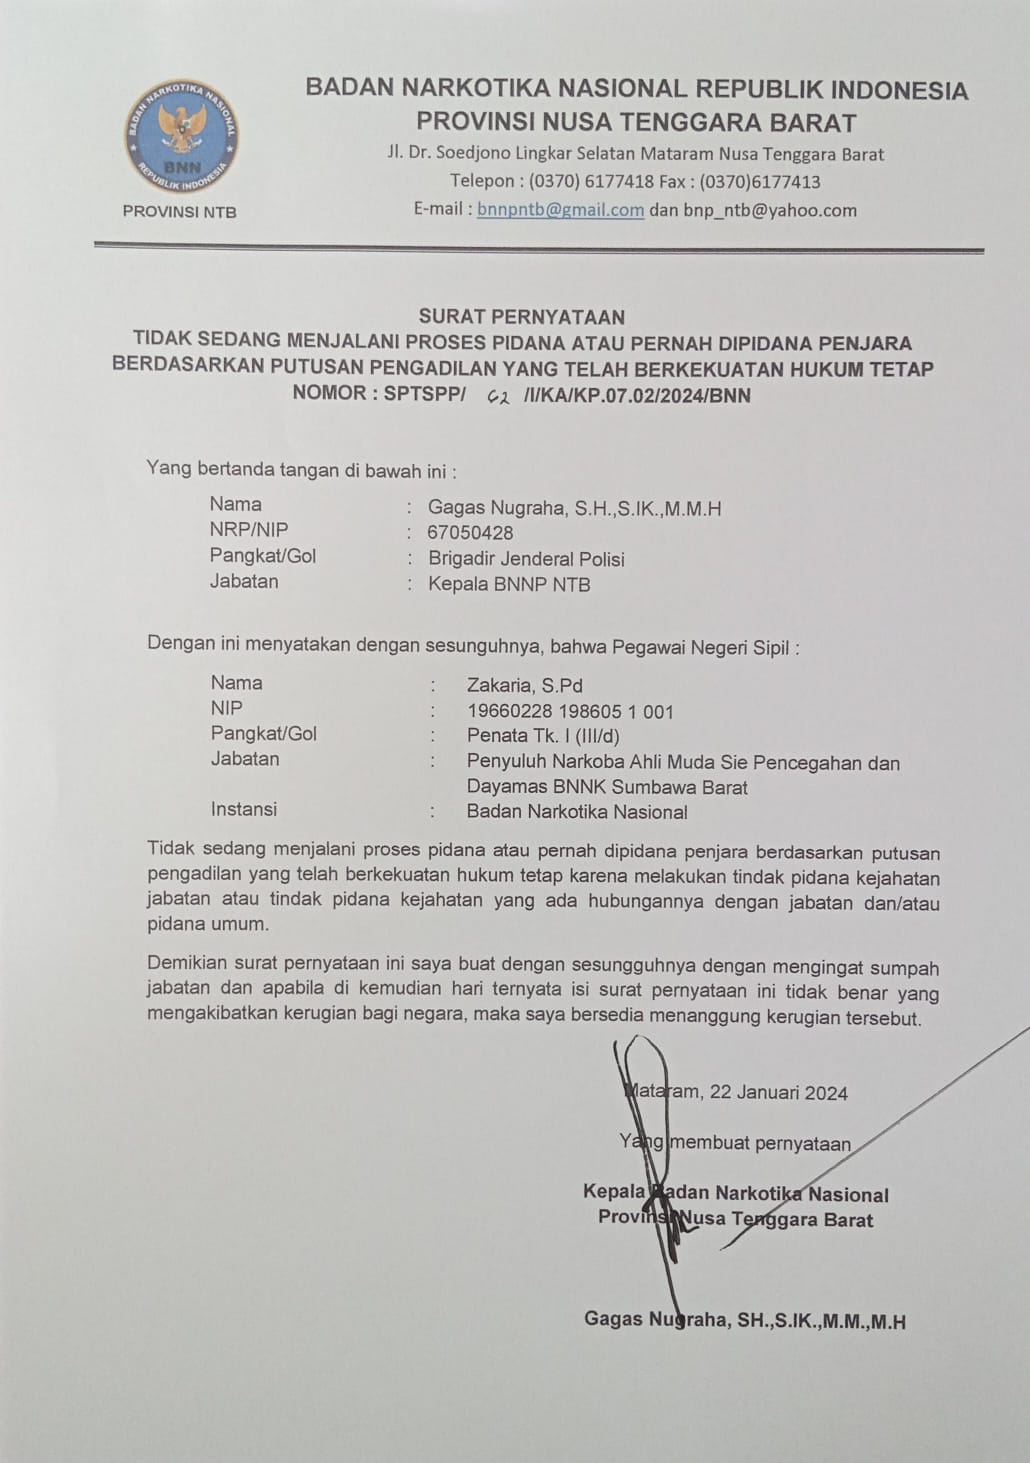 BADAN NARKOTIKA NASIONAL REPUBLIK INDONESIA
PROVINSI NUSA TENGGARA BARAT
Jl. Dr. Soedjono Lingkar Selatan Mataram Nusa Tenggara Barat
Telepon : (0370) 6177418 Fax : (0370)6177413
E-mail : bnnpntb@gmail.com dan bnp_ntb@yahoo.com
BADAN NARKOTIKA NASIONAL
BNN
REPUBLIK INDONESIA
PROVINSI NTB
SURAT PERNYATAAN
TIDAK SEDANG MENJALANI PROSES PIDANA ATAU PERNAH DIPIDANA PENJARA
BERDASARKAN PUTUSAN PENGADILAN YANG TELAH BERKEKUATAN HUKUM TETAP
NOMOR : SPTSPP/ /I/KA/KP.07.02/2024/BNN
Yang bertanda tangan di bawah ini :
Nama : Gagas Nugraha, S.H.,S.IK.,M.M.H
NRP/NIP : 67050428
Pangkat/Gol : Brigadir Jenderal Polisi
Jabatan : Kepala BNNP NTB
Dengan ini menyatakan dengan sesunguhnya, bahwa Pegawai Negeri Sipil :
Nama : Zakaria, S.Pd
NIP : 19660228 198605 1 001
Pangkat/Gol : Penata Tk. I (III/d)
Jabatan : Penyuluh Narkoba Ahli Muda Sie Pencegahan dan
Dayamas BNNK Sumbawa Barat
Instansi : Badan Narkotika Nasional
Tidak sedang menjalani proses pidana atau pernah dipidana penjara berdasarkan putusan
pengadilan yang telah berkekuatan hukum tetap karena melakukan tindak pidana kejahatan
jabatan atau tindak pidana kejahatan yang ada hubungannya dengan jabatan dan/atau
pidana umum.
Demikian surat pernyataan ini saya buat dengan sesungguhnya dengan mengingat sumpah
jabatan dan apabila di kemudian hari ternyata isi surat pernyataan ini tidak benar yang
mengakibatkan kerugian bagi negara, maka saya bersedia menanggung kerugian tersebut.
Mataram, 22 Januari 2024
Yang membuat pernyataan
Kepala Badan Narkotika Nasional
Provinsi Nusa Tenggara Barat
Gagas Nugraha, SH.,S.IK.,M.M.,M.H